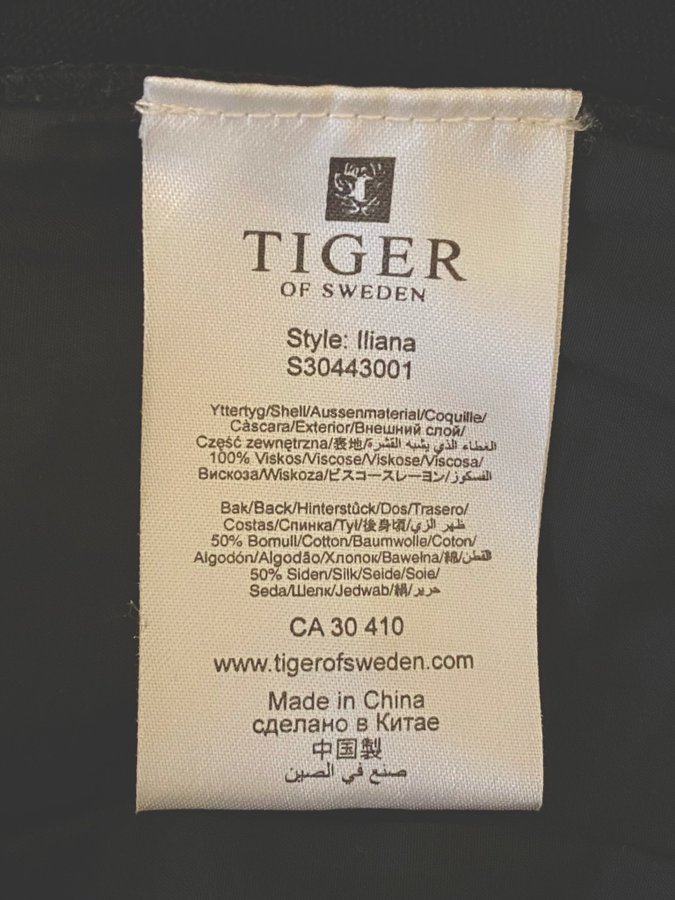 TIGER
OF SWEDEN
Style: Iliana
S30443001
Yttertyg/Shell/Aussenmaterial/Coquille/
Càscara/Exterior/Внешний слой/
Część zewnętrzna/表地/الغطاء الذي يشبه القشرة
100% Viskos/Viscose/Viskose/Viscosa/
Вискоза/Wiskoza/ビスコースレーヨン/الفسكوز
Bak/Back/Hinterstûck/Dos/Trasero/
Costas/Спинка/Tył/後身頃/ظهر الزي
50% Bomull/Cotton/Baumwolle/Coton/
Algodón/Algodâo/Хлопок/Bawełna/綿/القطن
50% Siden/Silk/Seide/Soie/
Seda/Шелк/Jedwab/絹/حرير
CA 30 410
www.tigerofsweden.com
Made in China
сделано в Китае
中国製
صنع في الصين